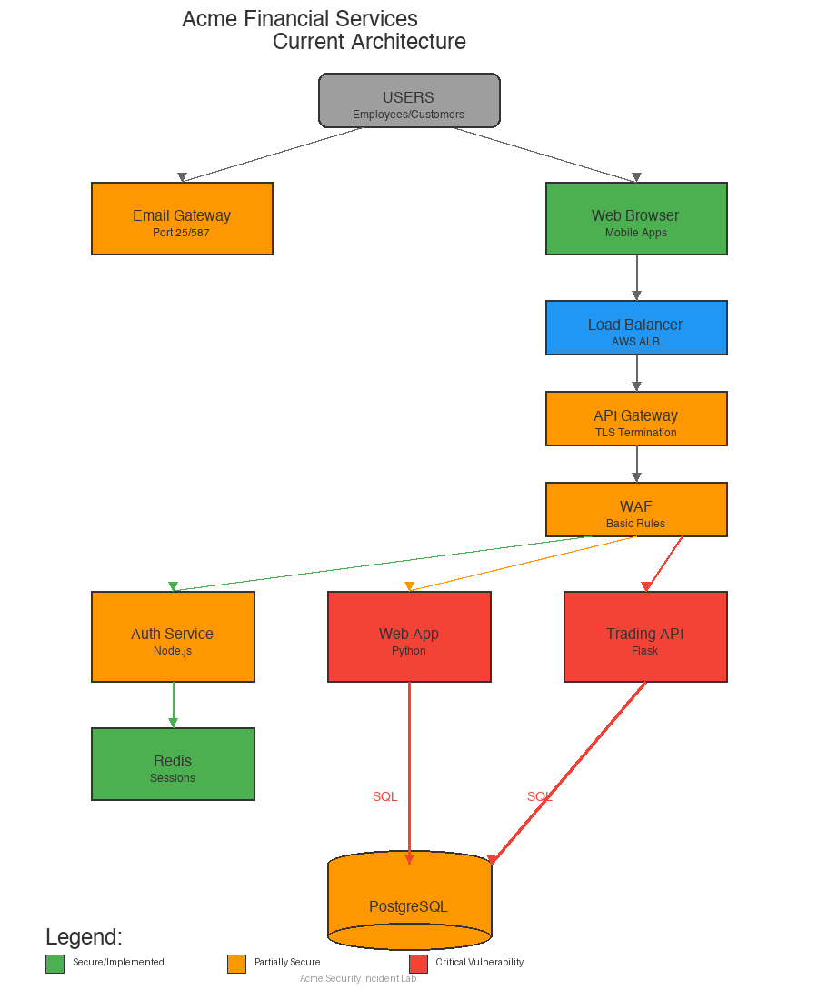 Acme Financial Services
Current Architecture
USERS
Employees/Customers
Email Gateway
Port 25/587
Web Browser
Mobile Apps
Load Balancer
AWS ALB
API Gateway
TLS Termination
WAF
Basic Rules
Auth Service
Node.js
Web App
Python
Trading API
Flask
Redis
Sessions
SQL
SQL
PostgreSQL
Legend:
Secure/Implemented
Partially Secure
Critical Vulnerability
Acme Security Incident Lab